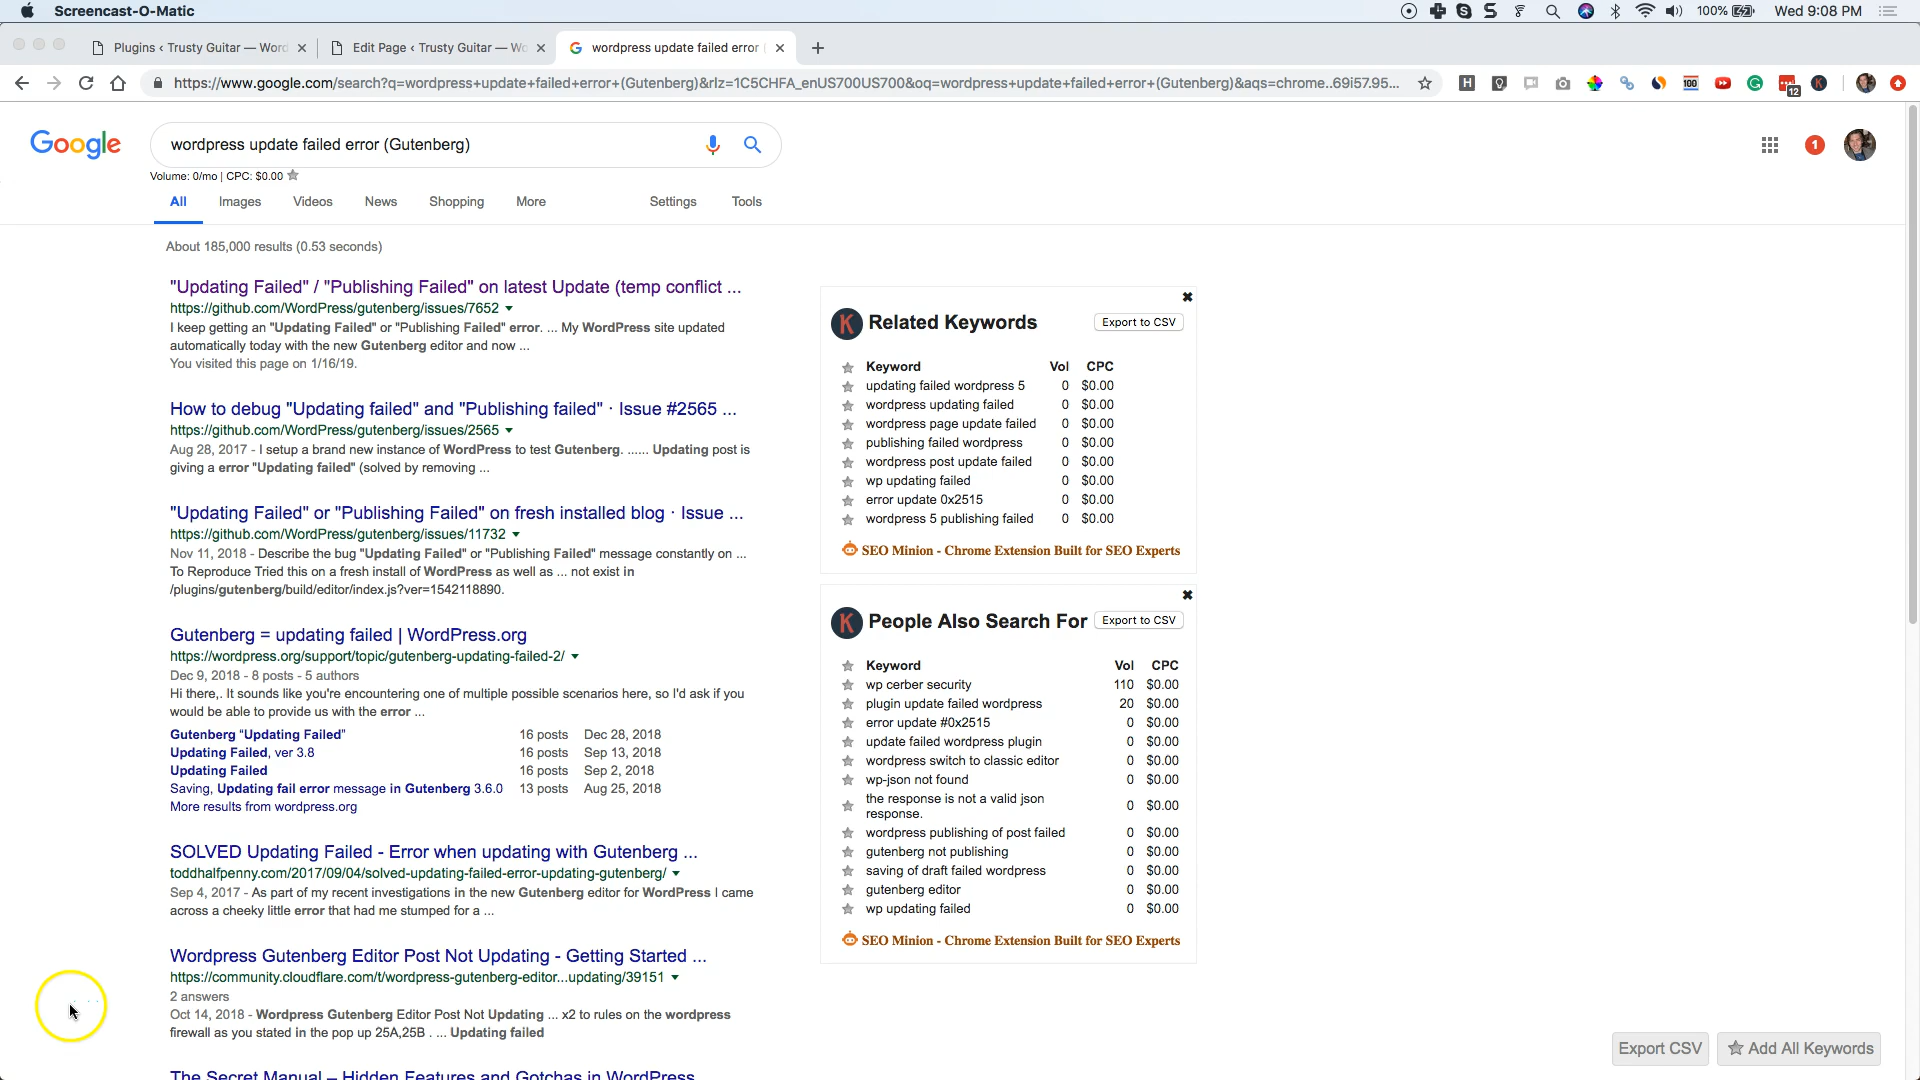 Screencast-O-Matic
100%
Wed 9:08 PM
Plugins ‹ Trusty Guitar — Word
Edit Page ‹ Trusty Guitar — Wo
wordpress update failed error
https://www.google.com/search?q=wordpress+update+failed+error+(Gutenberg)&rlz=1C5CHFA_enUS700US700&oq=wordpress+update+failed+error+(Gutenberg)&aqs=chrome..69i57.95...
H
100
12
K
Google
wordpress update failed error (Gutenberg)
1
Volume: 0/mo | CPC: $0.00
All
Images
Videos
News
Shopping
More
Settings
Tools
About 185,000 results (0.53 seconds)
"Updating Failed" / "Publishing Failed" on latest Update (temp conflict ...
https://github.com/WordPress/gutenberg/issues/7652
I keep getting an "Updating Failed" or "Publishing Failed" error. ... My WordPress site updated
automatically today with the new Gutenberg editor and now ...
You visited this page on 1/16/19.
How to debug "Updating failed" and "Publishing failed" · Issue #2565 ...
https://github.com/WordPress/gutenberg/issues/2565
Aug 28, 2017 - I setup a brand new instance of WordPress to test Gutenberg. ...... Updating post is
giving a error "Updating failed" (solved by removing ...
"Updating Failed" or "Publishing Failed" on fresh installed blog · Issue ...
https://github.com/WordPress/gutenberg/issues/11732
Nov 11, 2018 - Describe the bug "Updating Failed" or "Publishing Failed" message constantly on ...
To Reproduce Tried this on a fresh install of WordPress as well as ... not exist in
/plugins/gutenberg/build/editor/index.js?ver=1542118890.
Gutenberg = updating failed | WordPress.org
https://wordpress.org/support/topic/gutenberg-updating-failed-2/
Dec 9, 2018 - 8 posts - 5 authors
Hi there,. It sounds like you're encountering one of multiple possible scenarios here, so I'd ask if you
would be able to provide us with the error ...
Gutenberg "Updating Failed" 16 posts Dec 28, 2018
Updating Failed, ver 3.8 16 posts Sep 13, 2018
Updating Failed 16 posts Sep 2, 2018
Saving, Updating fail error message in Gutenberg 3.6.0 13 posts Aug 25, 2018
More results from wordpress.org
SOLVED Updating Failed - Error when updating with Gutenberg ...
toddhalfpenny.com/2017/09/04/solved-updating-failed-error-updating-gutenberg/
Sep 4, 2017 - As part of my recent investigations in the new Gutenberg editor for WordPress I came
across a cheeky little error that had me stumped for a ...
Wordpress Gutenberg Editor Post Not Updating - Getting Started ...
https://community.cloudflare.com/t/wordpress-gutenberg-editor...updating/39151
2 answers
Oct 14, 2018 - Wordpress Gutenberg Editor Post Not Updating ... x2 to rules on the wordpress
firewall as you stated in the pop up 25A,25B . ... Updating failed
The Secret Manual – Hidden Features and Gotchas in WordPress
K Related Keywords
Export to CSV
Keyword Vol CPC
updating failed wordpress 5 0 $0.00
wordpress updating failed 0 $0.00
wordpress page update failed 0 $0.00
publishing failed wordpress 0 $0.00
wordpress post update failed 0 $0.00
wp updating failed 0 $0.00
error update 0x2515 0 $0.00
wordpress 5 publishing failed 0 $0.00
SEO Minion - Chrome Extension Built for SEO Experts
K People Also Search For
Export to CSV
Keyword Vol CPC
wp cerber security 110 $0.00
plugin update failed wordpress 20 $0.00
error update #0x2515 0 $0.00
update failed wordpress plugin 0 $0.00
wordpress switch to classic editor 0 $0.00
wp-json not found 0 $0.00
the response is not a valid json
response. 0 $0.00
wordpress publishing of post failed 0 $0.00
gutenberg not publishing 0 $0.00
saving of draft failed wordpress 0 $0.00
gutenberg editor 0 $0.00
wp updating failed 0 $0.00
SEO Minion - Chrome Extension Built for SEO Experts
Export CSV
Add All Keywords